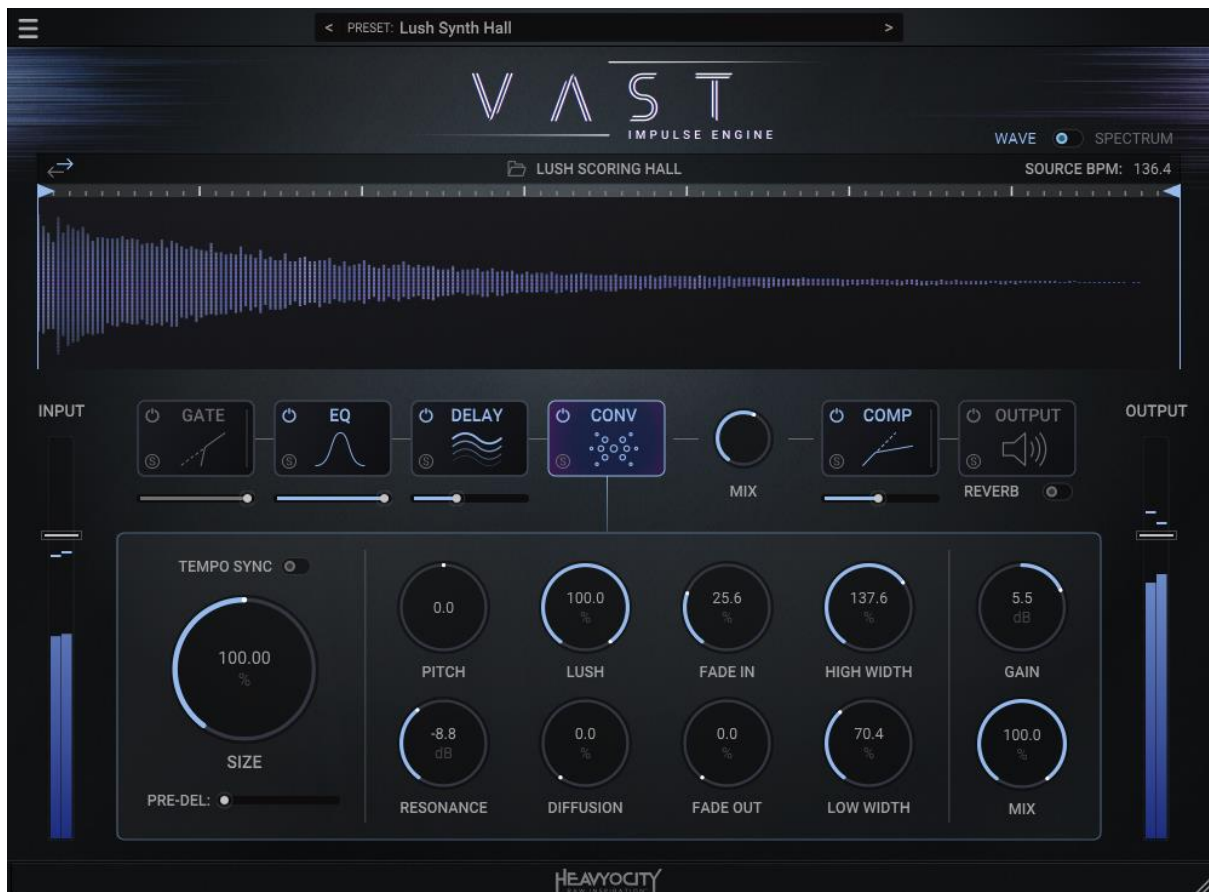 < PRESET: Lush Synth Hall >
VAST
IMPULSE ENGINE
WAVE SPECTRUM
LUSH SCORING HALL SOURCE BPM: 136.4
INPUT GATE EQ DELAY CONV COMP OUTPUT OUTPUT
S S S S S S
MIX REVERB
TEMPO SYNC
100.00
%
SIZE
PRE-DEL:
0.0 100.0 25.6 137.6 5.5
% % % dB
PITCH LUSH FADE IN HIGH WIDTH GAIN
-8.8 0.0 0.0 70.4 100.0
dB % % % %
RESONANCE DIFFUSION FADE OUT LOW WIDTH MIX
HEAVYOCITY
RAW INSPIRATION